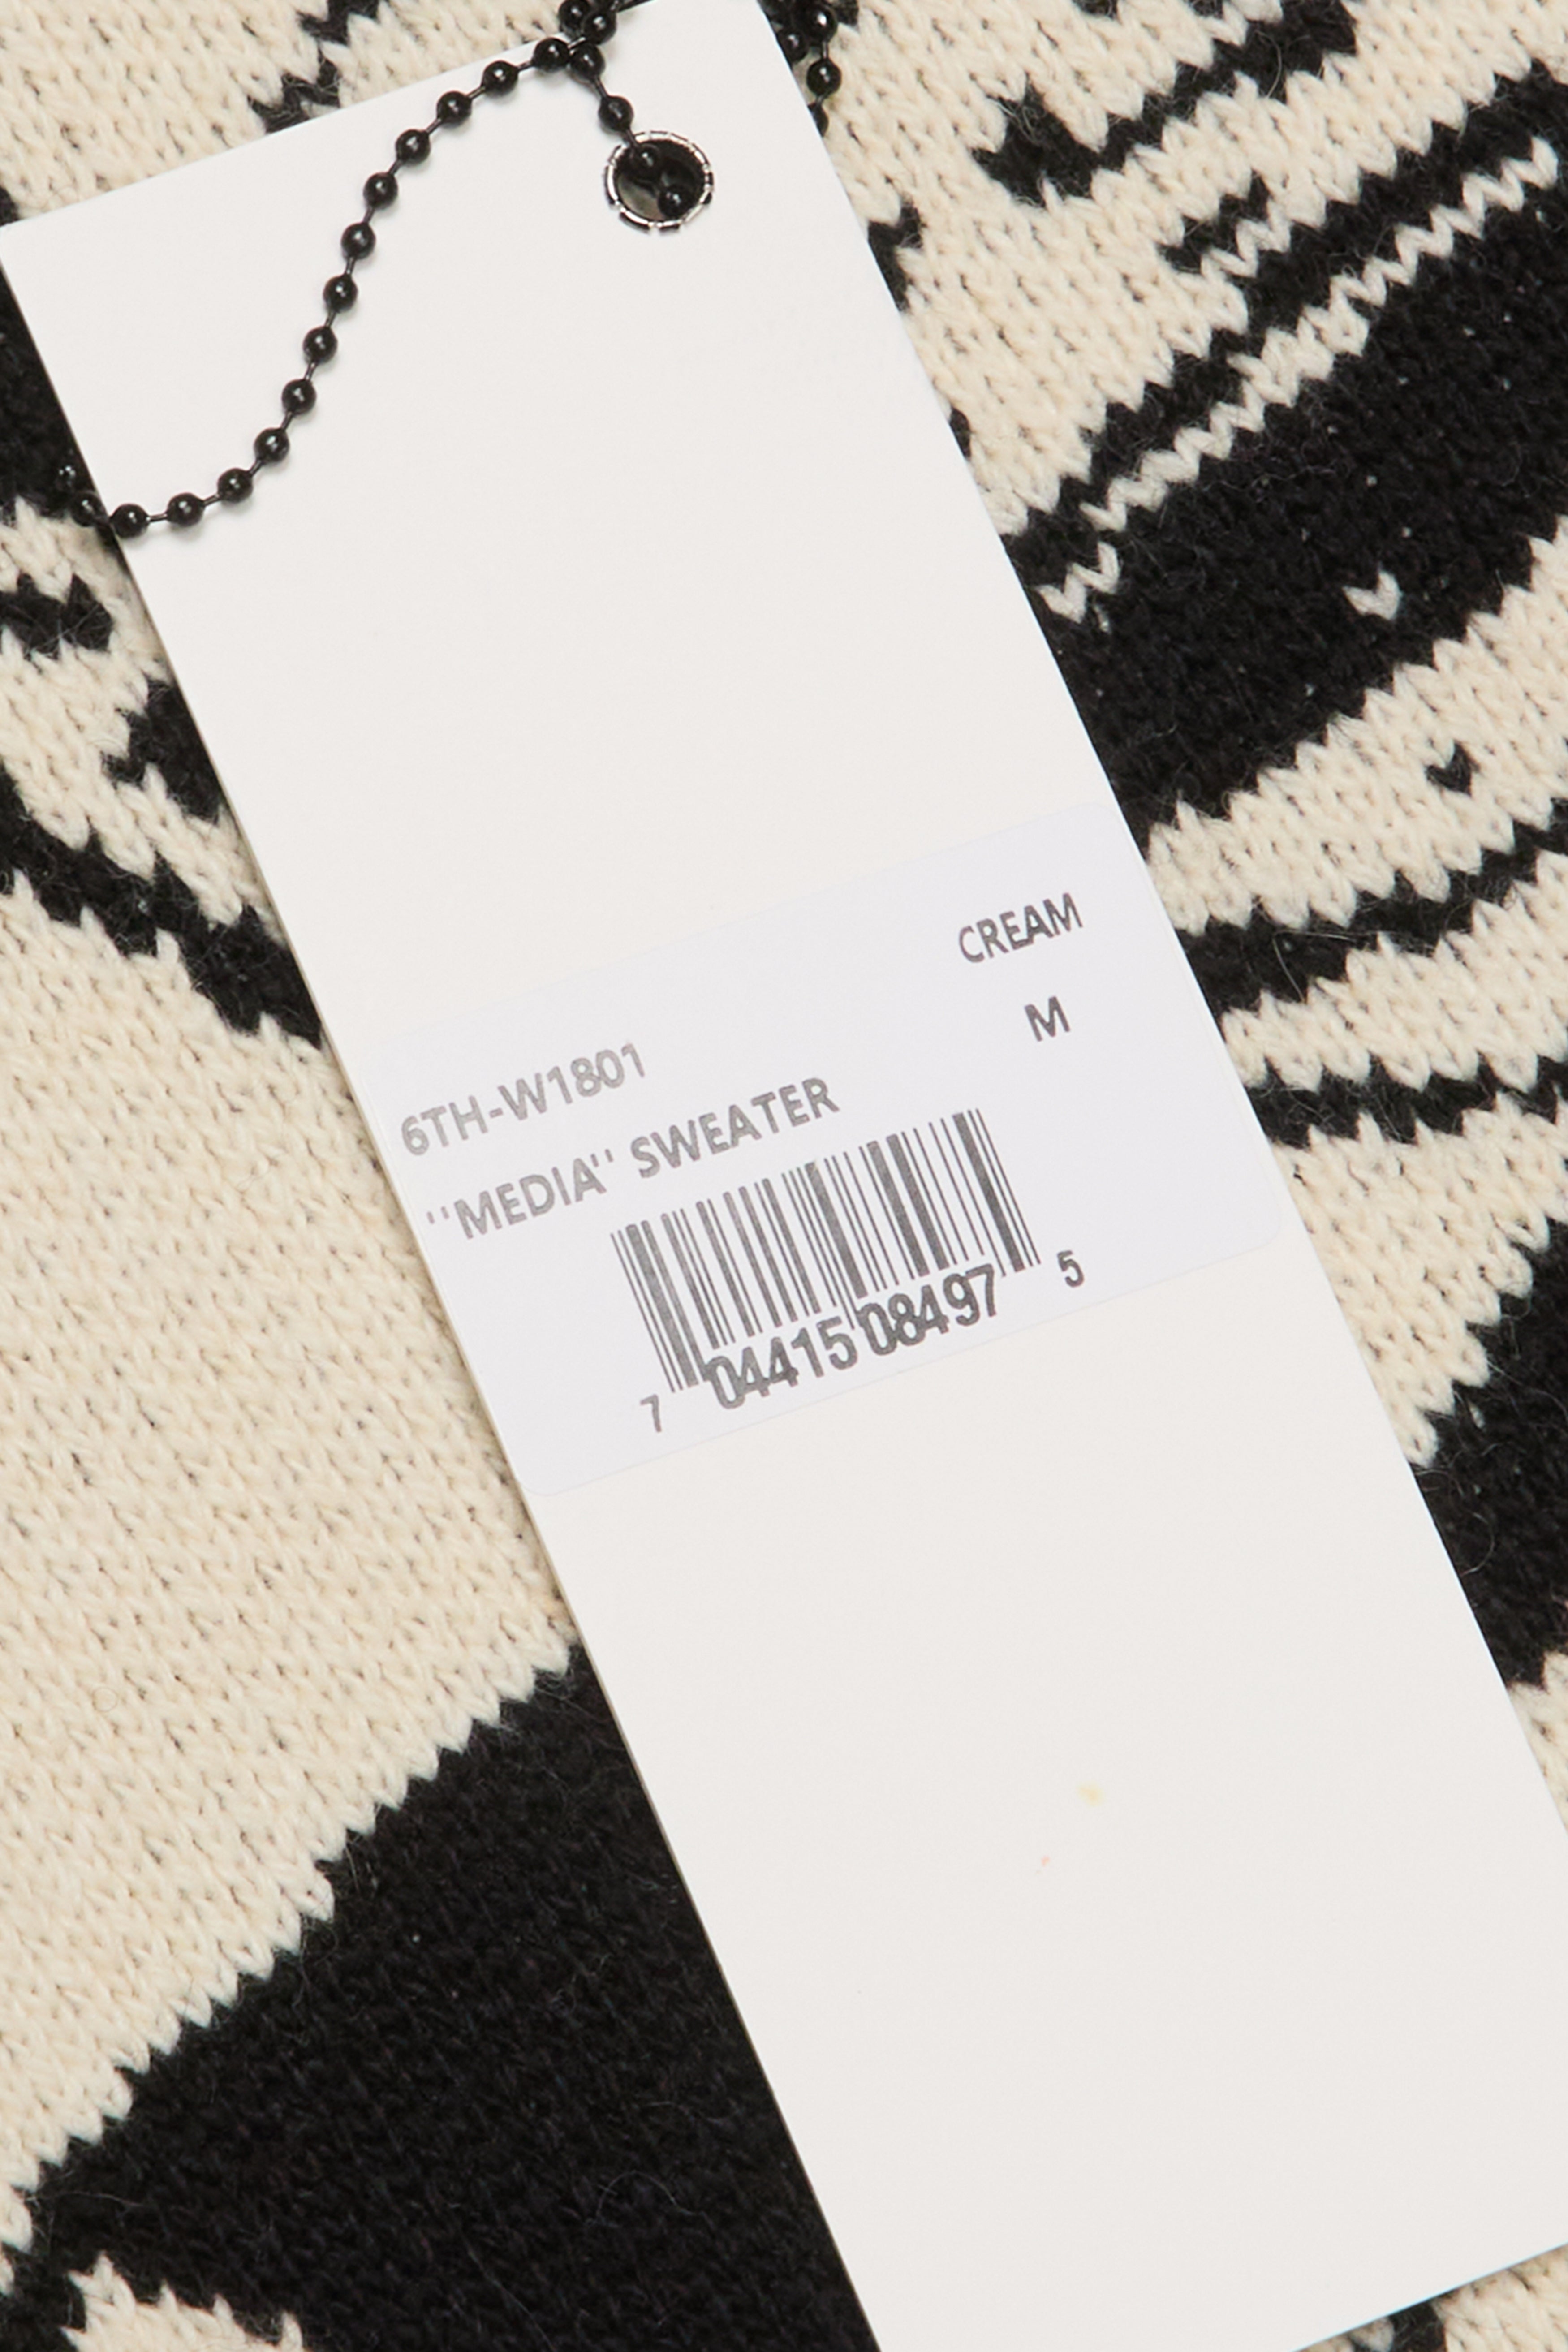 CREAM
M
6TH-W1801
"MEDIA" SWEATER
7 04415 08497 5